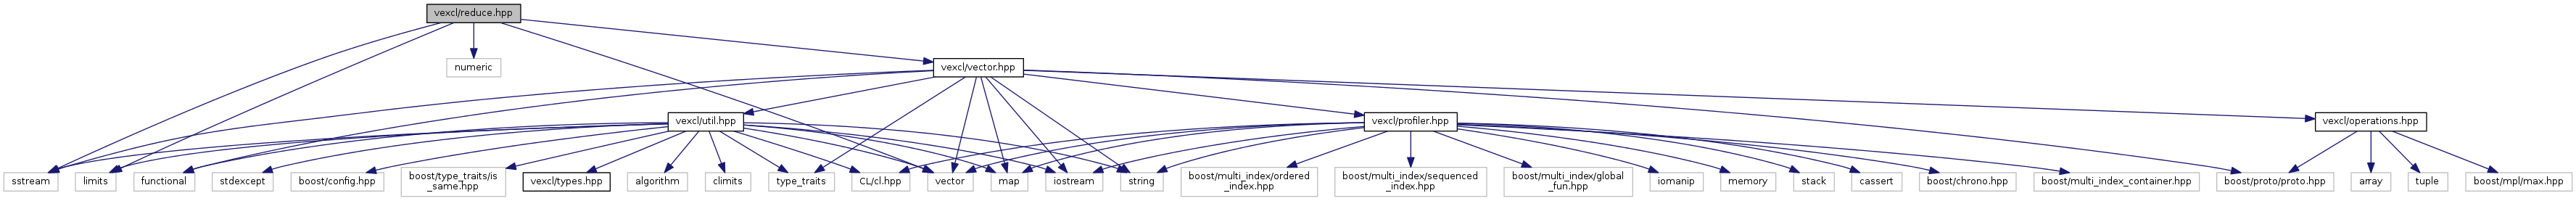 vexcl/reduce.hpp
numeric
vexcl/vector.hpp
vexcl/util.hpp
vexcl/profiler.hpp
vexcl/operations.hpp
sstream
limits
functional
stdexcept
boost/config.hpp
boost/type_traits/is
_same.hpp
vexcl/types.hpp
algorithm
climits
type_traits
CL/cl.hpp
vector
map
iostream
string
boost/multi_index/ordered
_index.hpp
boost/multi_index/sequenced
_index.hpp
boost/multi_index/global
_fun.hpp
iomanip
memory
stack
cassert
boost/chrono.hpp
boost/multi_index_container.hpp
boost/proto/proto.hpp
array
tuple
boost/mpl/max.hpp